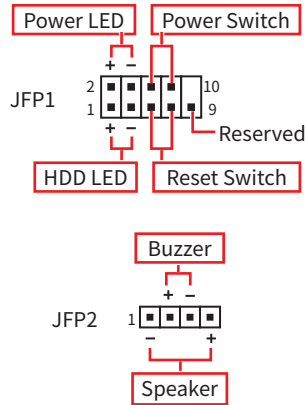 Power LED Power Switch
+ −
2 10
JFP1
1 9
+ −
Reserved
HDD LED Reset Switch
Buzzer
+ −
JFP2 1
− +
Speaker